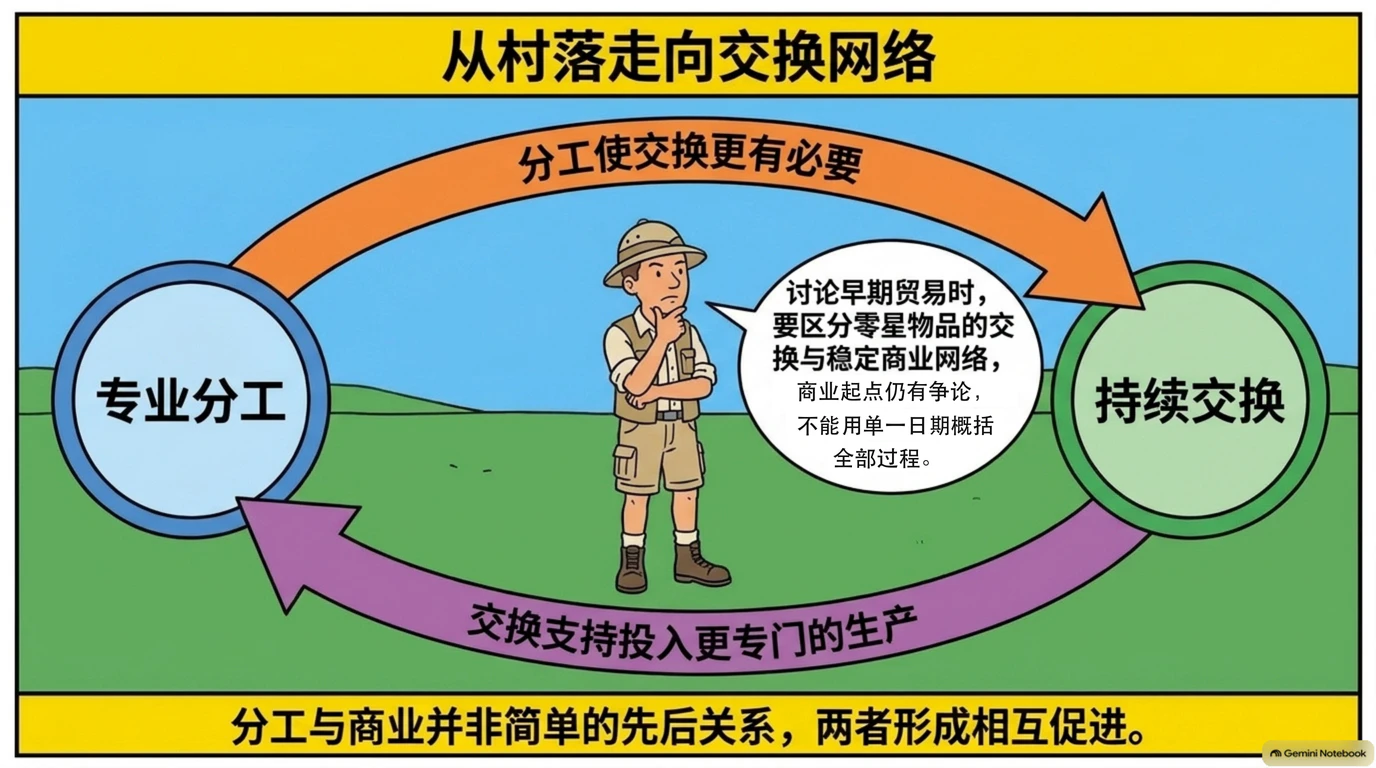 从村落走向交换网络
分工使交换更有必要
讨论早期贸易时，
要区分零星物品的交
换与稳定商业网络，
商业起点仍有争论，
不能用单一日期概括
全部过程。
专业分工
持续交换
交换支持投入更专门的生产
分工与商业并非简单的先后关系，两者形成相互促进。
Gemini Notebook